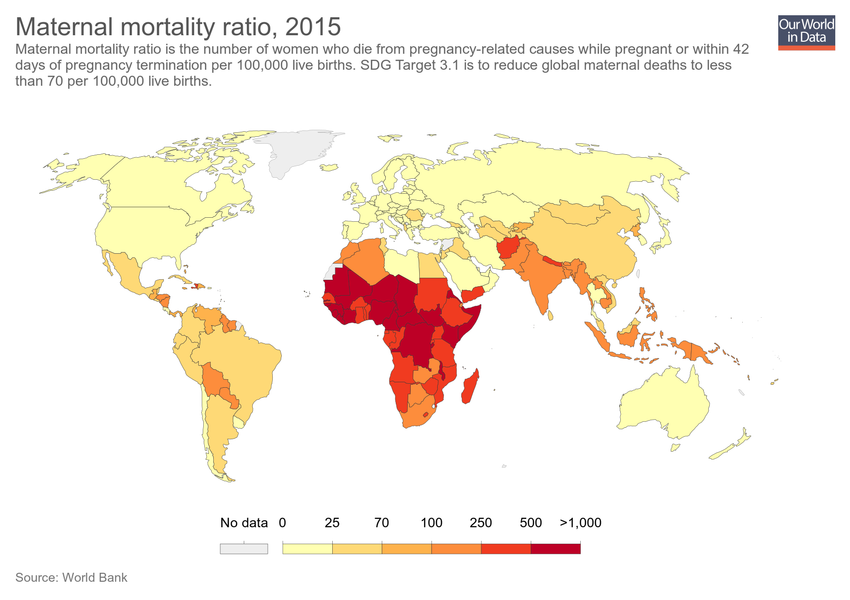 Maternal mortality ratio, 2015
Our World
in Data
Maternal mortality ratio is the number of women who die from pregnancy-related causes while pregnant or within 42
days of pregnancy termination per 100,000 live births. SDG Target 3.1 is to reduce global maternal deaths to less
than 70 per 100,000 live births.
No data 0 25 70 100 250 500 >1,000
Source: World Bank